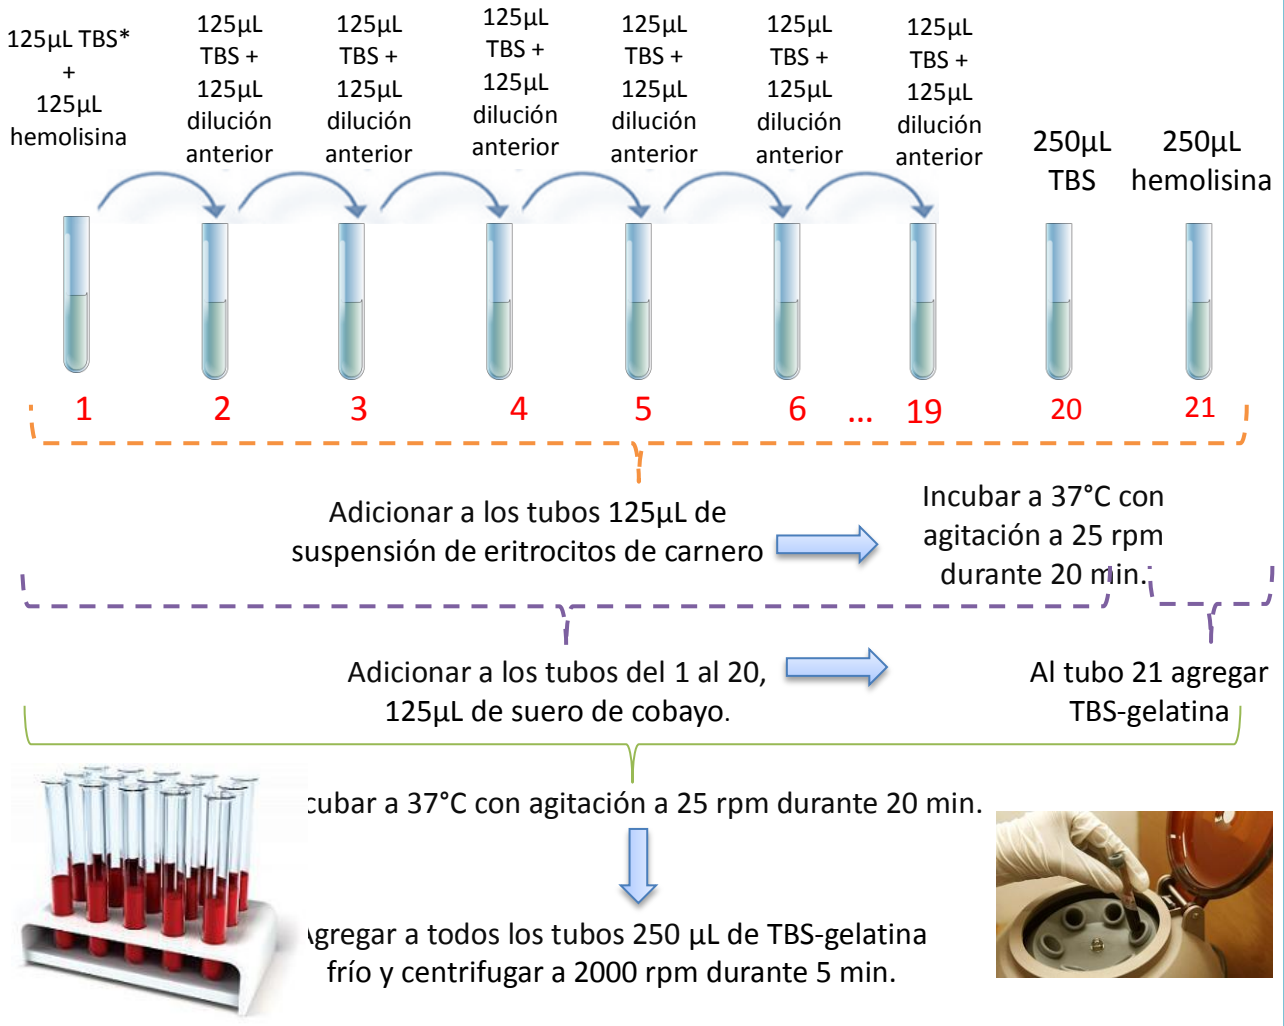 125µL TBS*
+
125µL
hemolisina
125µL
TBS +
125µL
dilución
anterior
125µL
TBS +
125µL
dilución
anterior
125µL
TBS +
125µL
dilución
anterior
125µL
TBS +
125µL
dilución
anterior
125µL
TBS +
125µL
dilución
anterior
125µL
TBS +
125µL
dilución
anterior
250µL
TBS
250µL
hemolisina
1
2
3
4
5
6
...
19
20
21
Adicionar a los tubos 125µL de
suspensión de eritrocitos de carnero
Incubar a 37°C con
agitación a 25 rpm
durante 20 min.
Adicionar a los tubos del 1 al 20,
125µL de suero de cobayo.
Al tubo 21 agregar
TBS-gelatina
cubar a 37°C con agitación a 25 rpm durante 20 min.
Agregar a todos los tubos 250 µL de TBS-gelatina
frío y centrifugar a 2000 rpm durante 5 min.